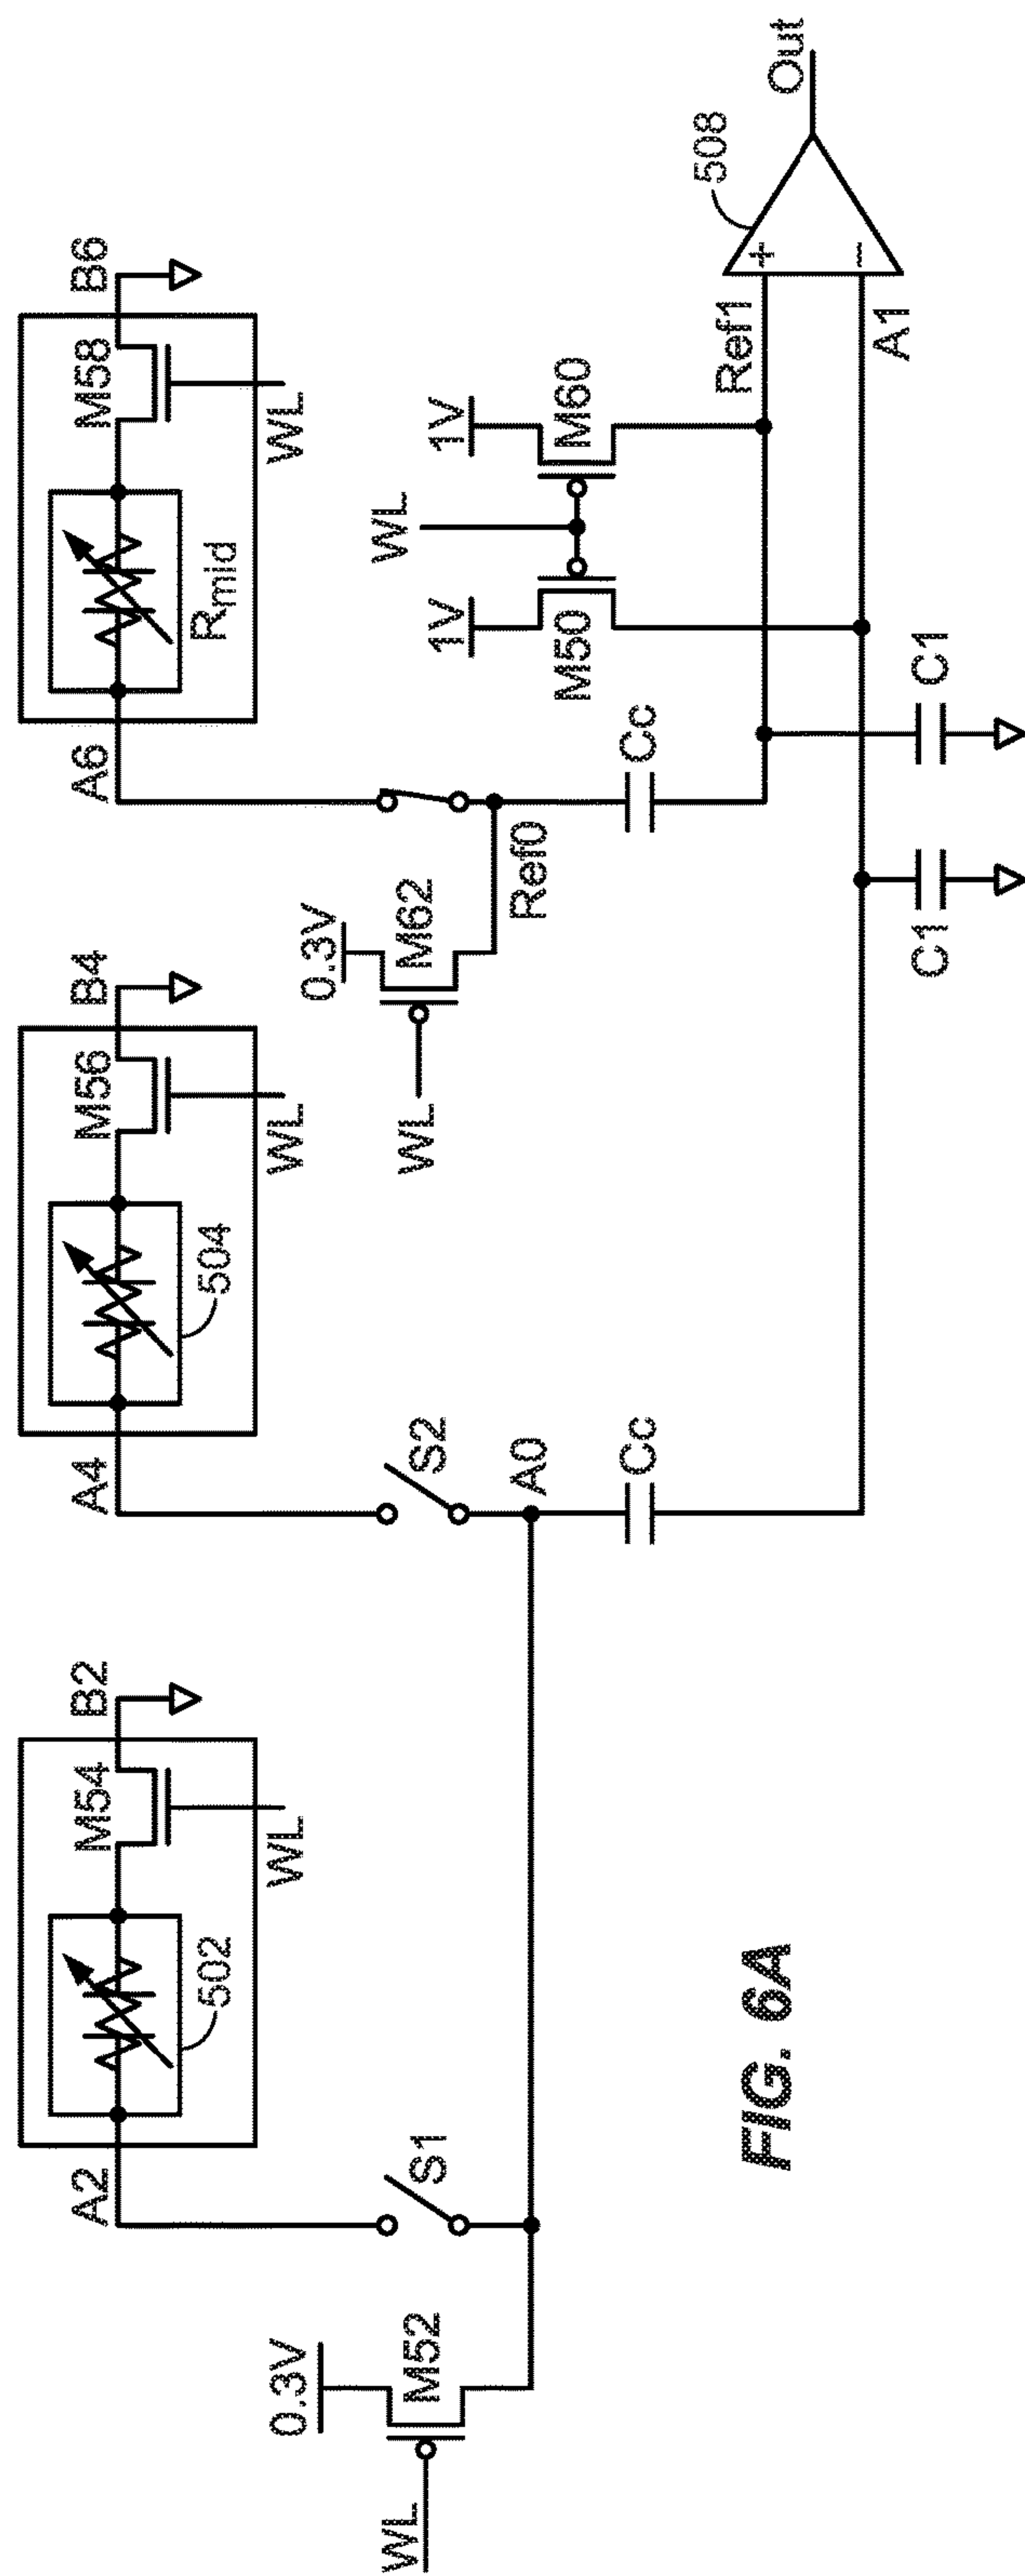 A2
502
M54
B2
WL
S1
0.3V
M52
WL
A4
504
M56
B4
WL
S2
A0
Cc
0.3V
M62
WL
Ref0
A6
Rmid
M58
B6
WL
Cc
1V
WL
1V
M50
M60
Ref1
508
+
−
Out
A1
C1
C1
FIG. 6A